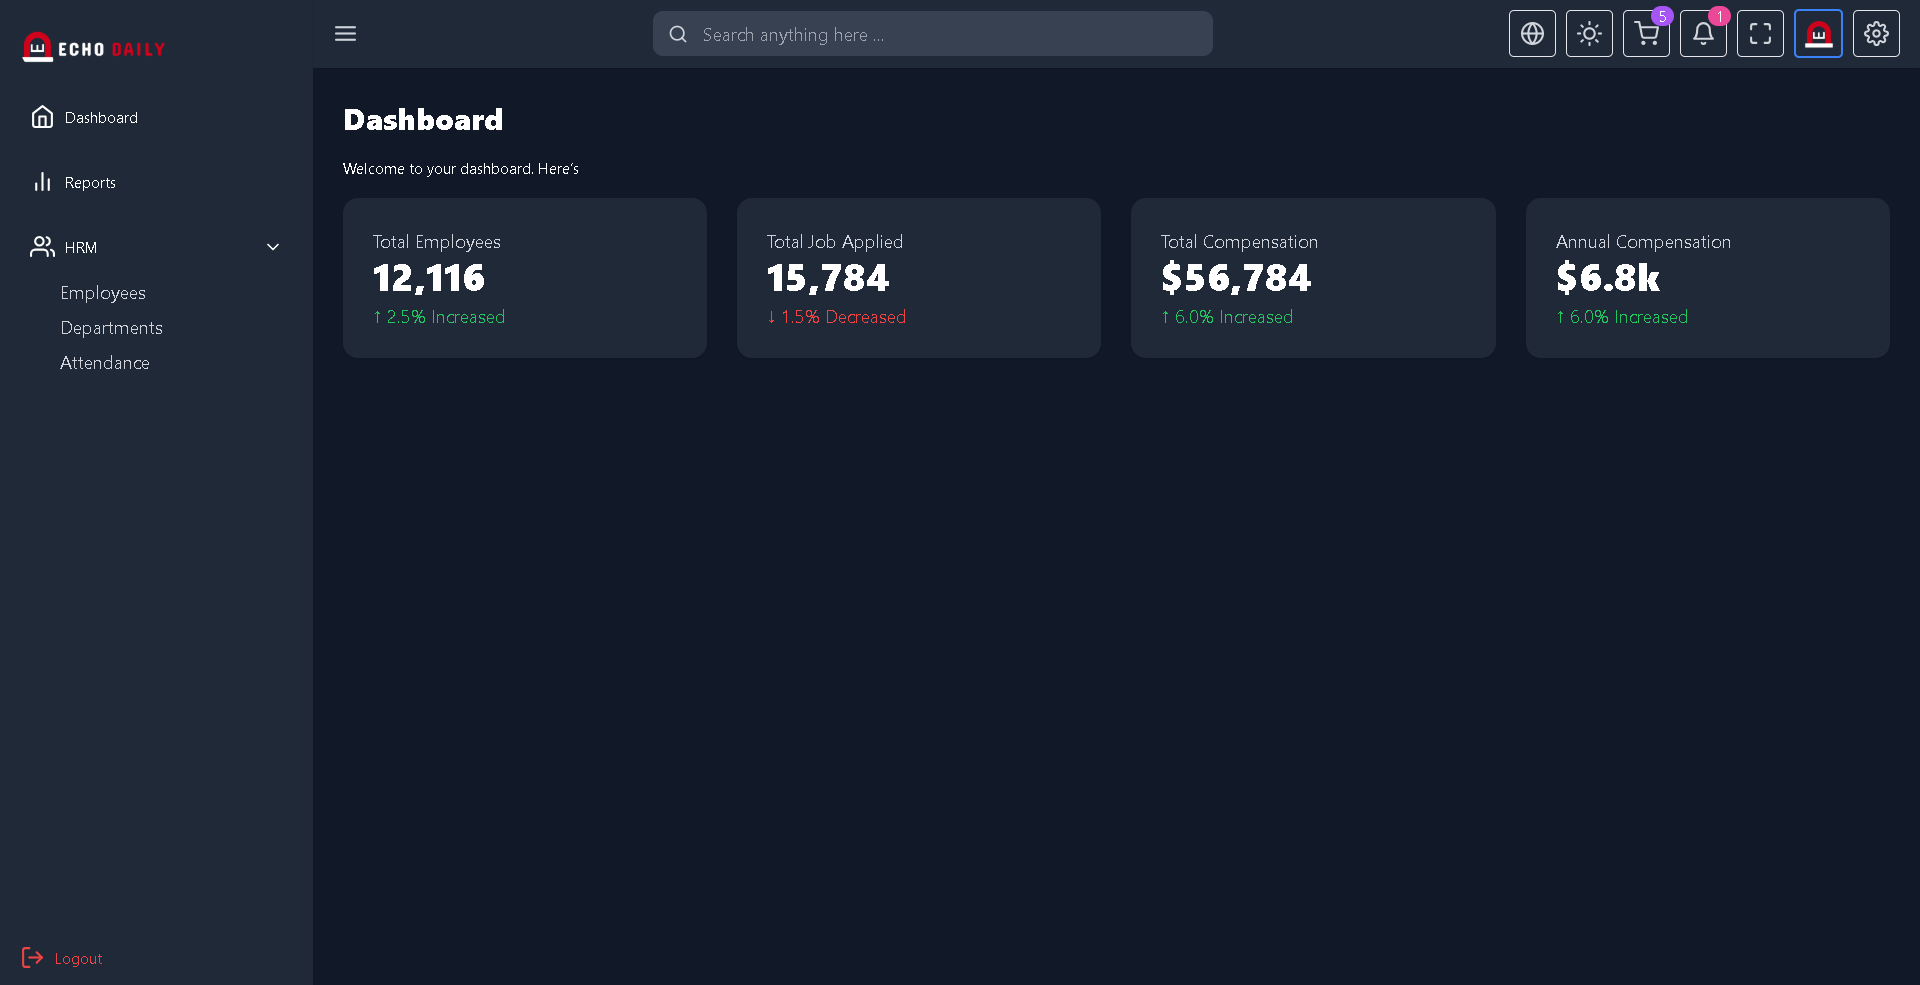 ECHO DAILY
Dashboard
Reports
HRM
Employees
Departments
Attendance
Logout
Search anything here ...
5
1
Dashboard
Welcome to your dashboard. Here's
Total Employees
12,116
↑ 2.5% Increased
Total Job Applied
15,784
↓ 1.5% Decreased
Total Compensation
$56,784
↑ 6.0% Increased
Annual Compensation
$6.8k
↑ 6.0% Increased